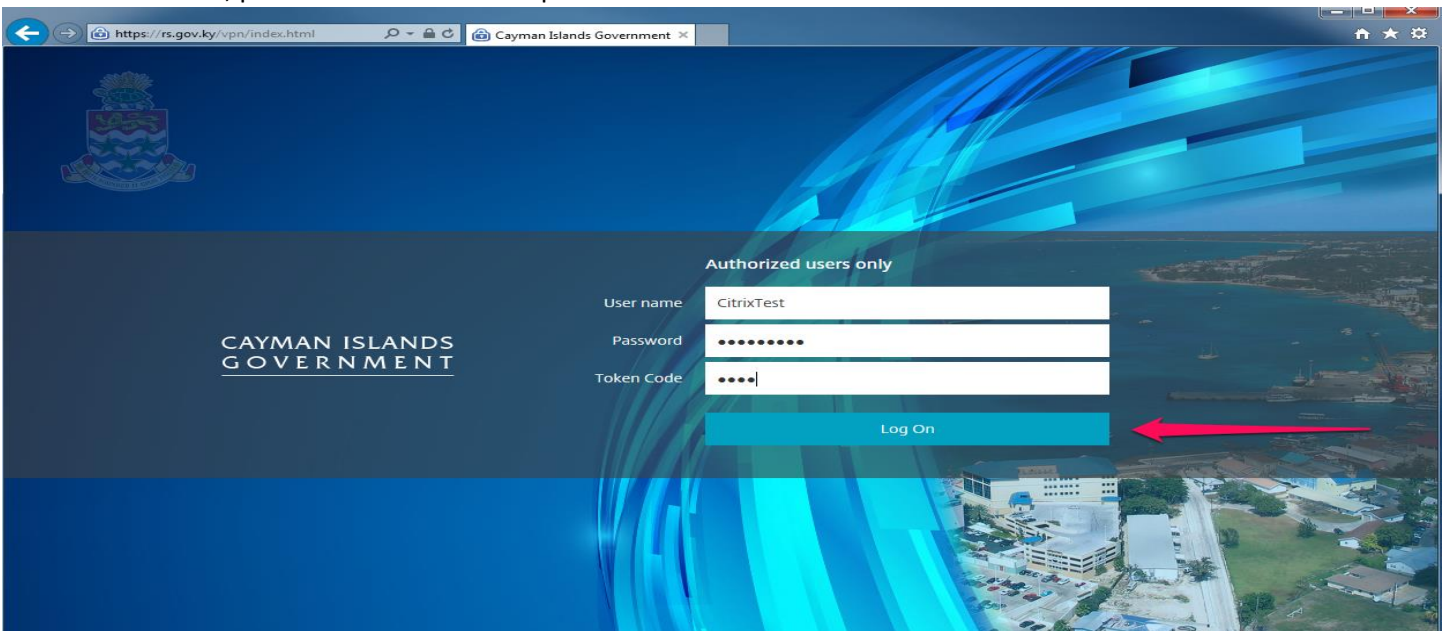 https://rs.gov.ky/vpn/index.html
Cayman Islands Government
Authorized users only
User name
CitrixTest
CAYMAN ISLANDS
GOVERNMENT
Password
•••••••••
Token Code
••••
Log On